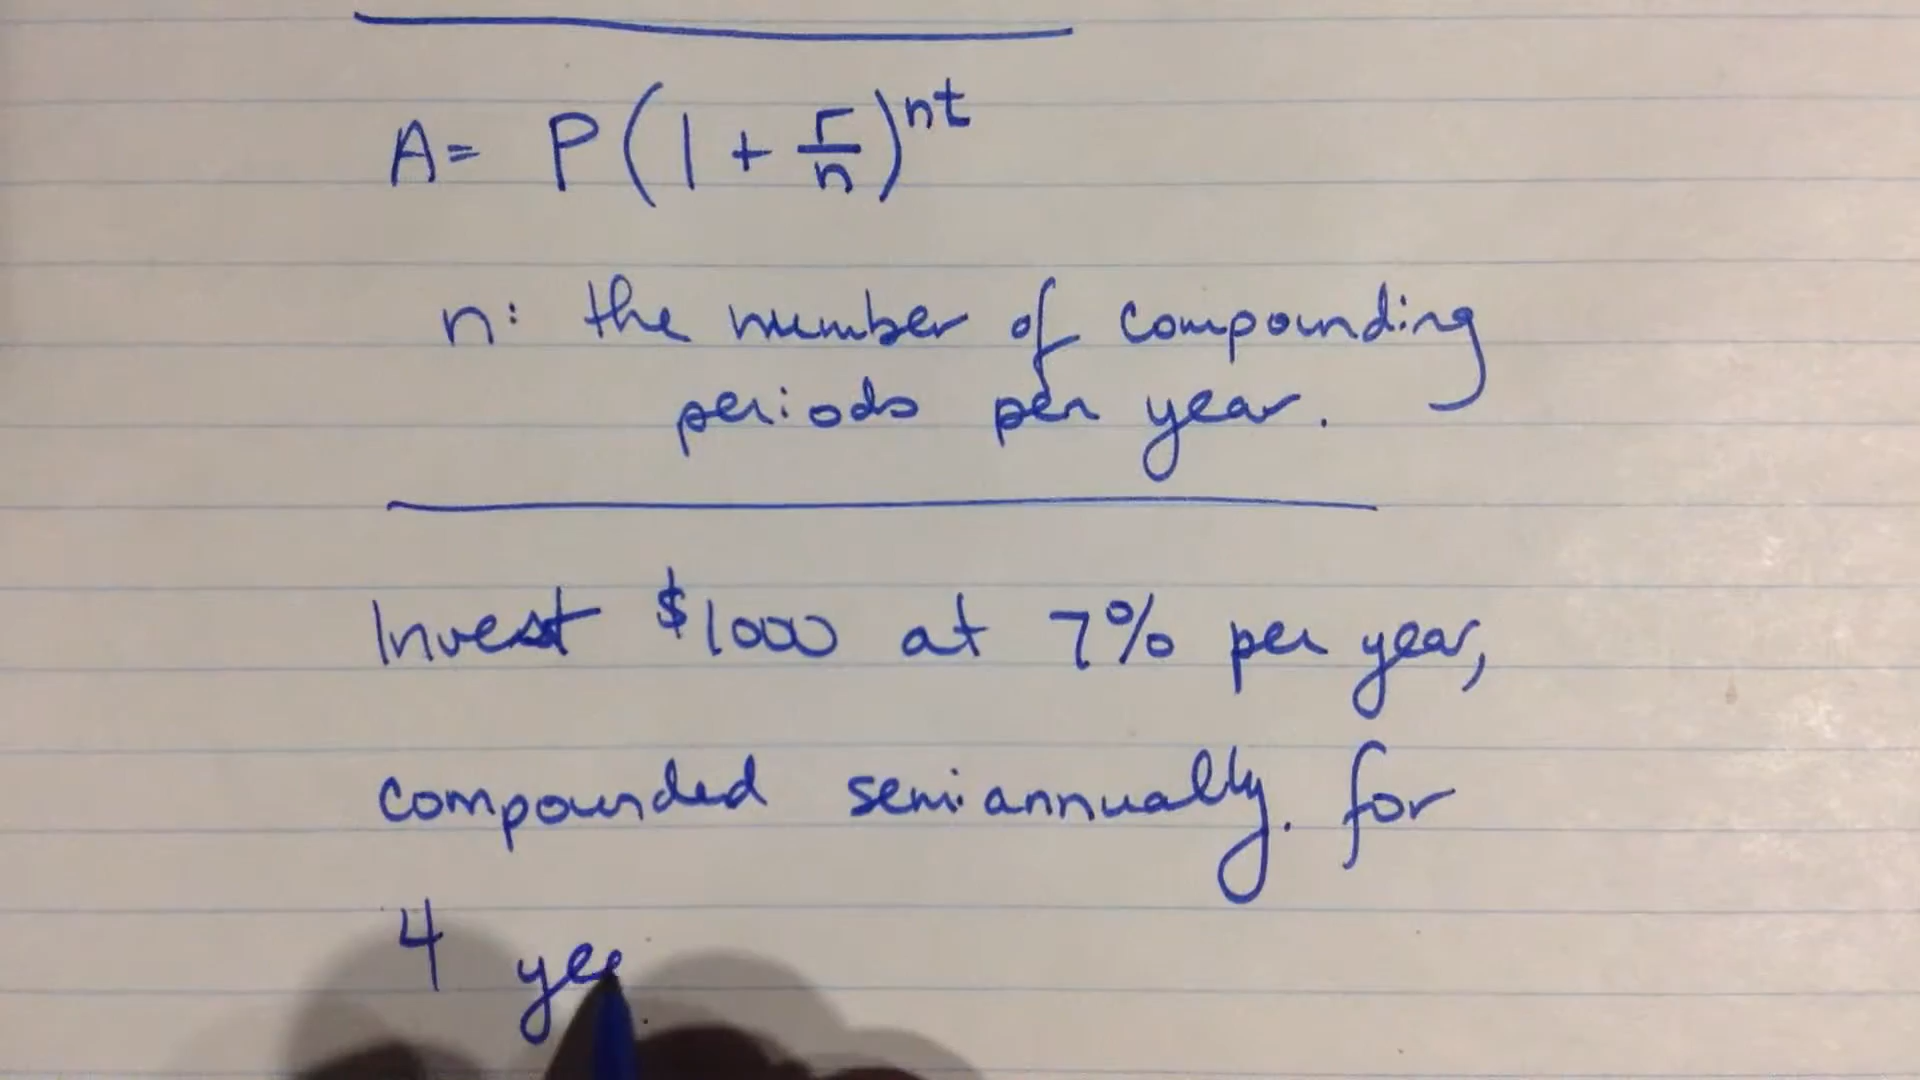 A = P(1 + r/n)^nt
n: the number of compounding
periods per year.
Invest $1000 at 7% per year,
compounded semiannually. for
4 yea